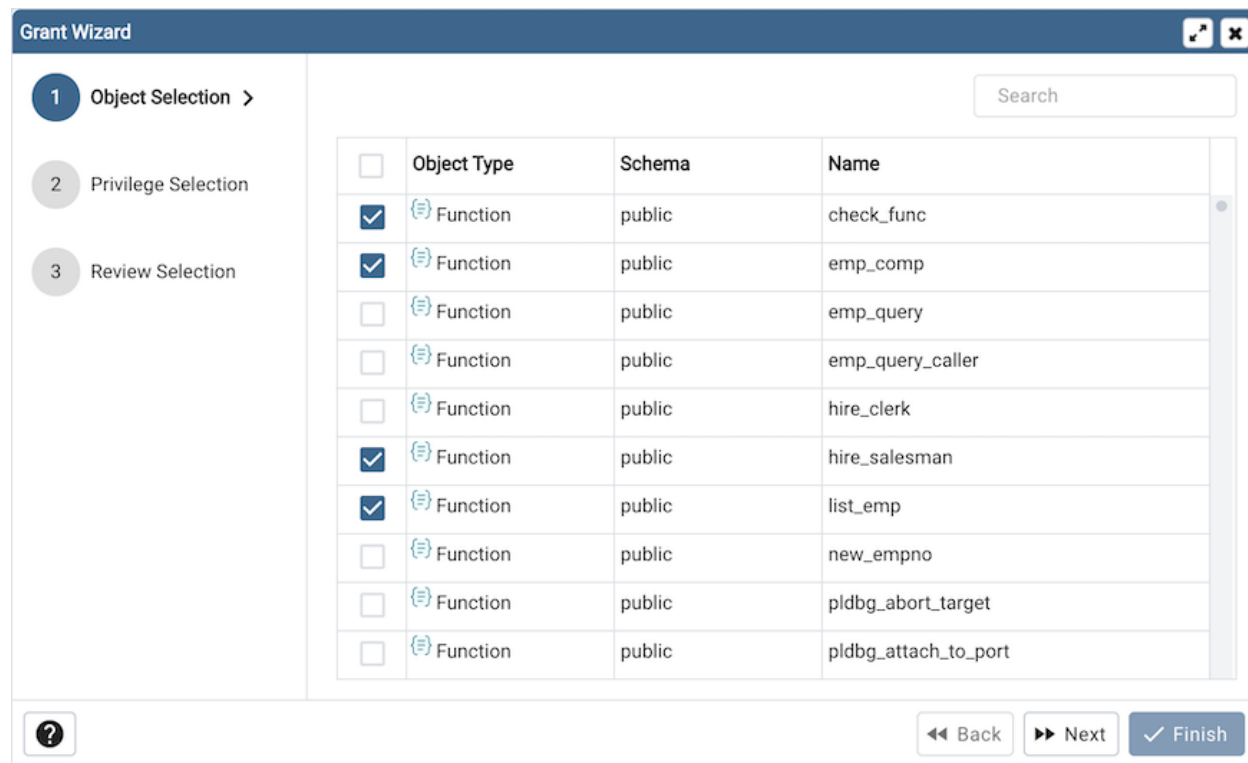 Grant Wizard
1 Object Selection
2 Privilege Selection
3 Review Selection
Search
Object Type Schema Name
Function public check_func
Function public emp_comp
Function public emp_query
Function public emp_query_caller
Function public hire_clerk
Function public hire_salesman
Function public list_emp
Function public new_empno
Function public pldbg_abort_target
Function public pldbg_attach_to_port
? Back Next Finish